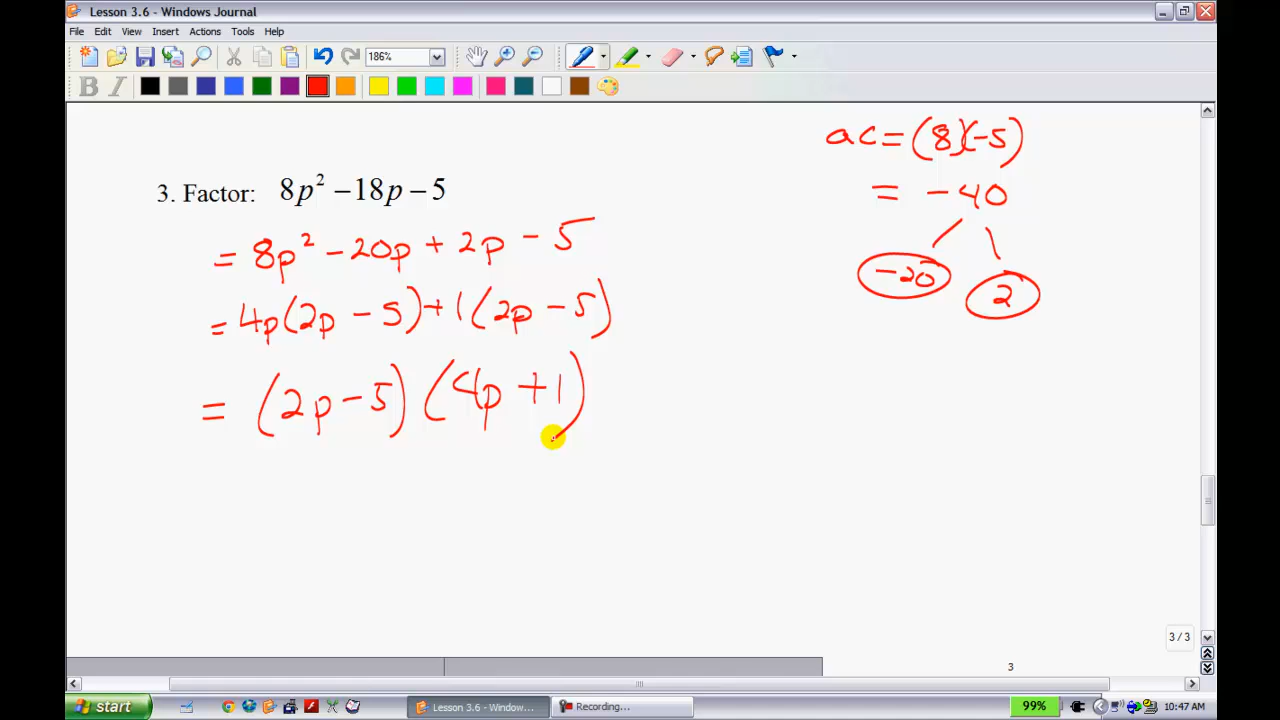 Lesson 3.6 - Windows Journal
File Edit View Insert Actions Tools Help
186%
B I
ac = (8)(-5)
= -40
-20 2
3. Factor: 8p² − 18p − 5
= 8p² - 20p + 2p - 5
= 4p(2p - 5) + 1(2p - 5)
= (2p - 5)(4p + 1)
3 / 3
3
start
Lesson 3.6 - Window...
Recording...
99%
10:47 AM